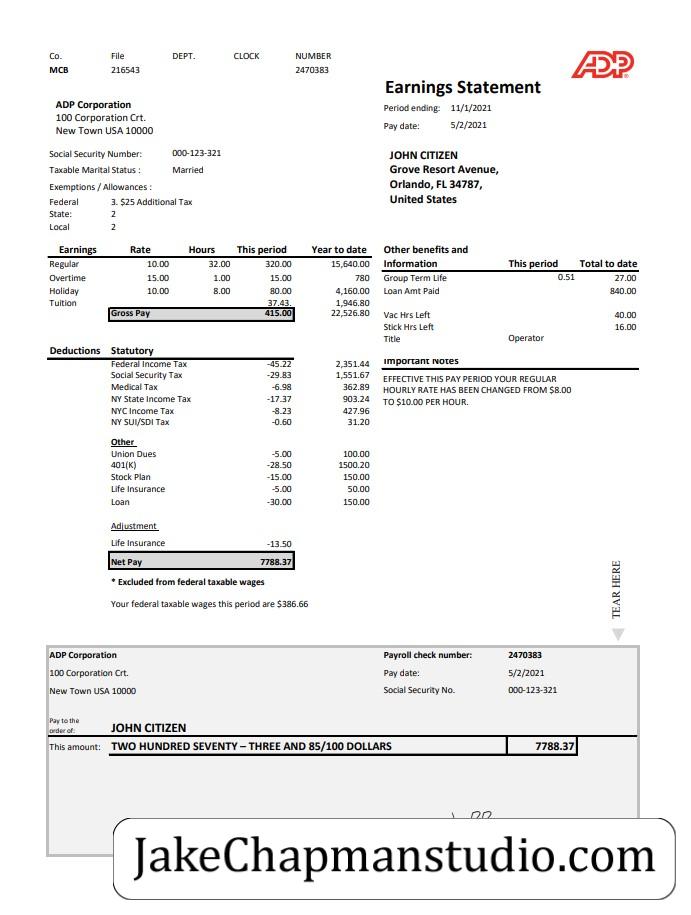 Co. File DEPT. CLOCK NUMBER
MCB 216543 2470383
ADP
Earnings Statement
Period ending: 11/1/2021
Pay date: 5/2/2021
ADP Corporation
100 Corporation Crt.
New Town USA 10000
Social Security Number: 000-123-321
Taxable Marital Status : Married
Exemptions / Allowances :
Federal 3. $25 Additional Tax
State: 2
Local 2
JOHN CITIZEN
Grove Resort Avenue,
Orlando, FL 34787,
United States
Earnings Rate Hours This period Year to date
Regular 10.00 32.00 320.00 15,640.00
Overtime 15.00 1.00 15.00 780
Holiday 10.00 8.00 80.00 4,160.00
Tuition 37.43. 1,946.80
Gross Pay 415.00 22,526.80
Other benefits and
Information This period Total to date
Group Term Life 0.51 27.00
Loan Amt Paid 840.00
Vac Hrs Left 40.00
Stick Hrs Left 16.00
Title Operator
Important Notes
EFFECTIVE THIS PAY PERIOD YOUR REGULAR
HOURLY RATE HAS BEEN CHANGED FROM $8.00
TO $10.00 PER HOUR.
Deductions Statutory
Federal Income Tax -45.22 2,351.44
Social Security Tax -29.83 1,551.67
Medical Tax -6.98 362.89
NY State Income Tax -17.37 903.24
NYC Income Tax -8.23 427.96
NY SUI/SDI Tax -0.60 31.20
Other
Union Dues -5.00 100.00
401(K) -28.50 1500.20
Stock Plan -15.00 150.00
Life Insurance -5.00 50.00
Loan -30.00 150.00
Adjustment
Life Insurance -13.50
Net Pay 7788.37
* Excluded from federal taxable wages
Your federal taxable wages this period are $386.66
TEAR HERE
ADP Corporation
100 Corporation Crt.
New Town USA 10000
Payroll check number: 2470383
Pay date: 5/2/2021
Social Security No. 000-123-321
Pay to the
order of: JOHN CITIZEN
This amount: TWO HUNDRED SEVENTY – THREE AND 85/100 DOLLARS 7788.37
JakeChapmanstudio.com